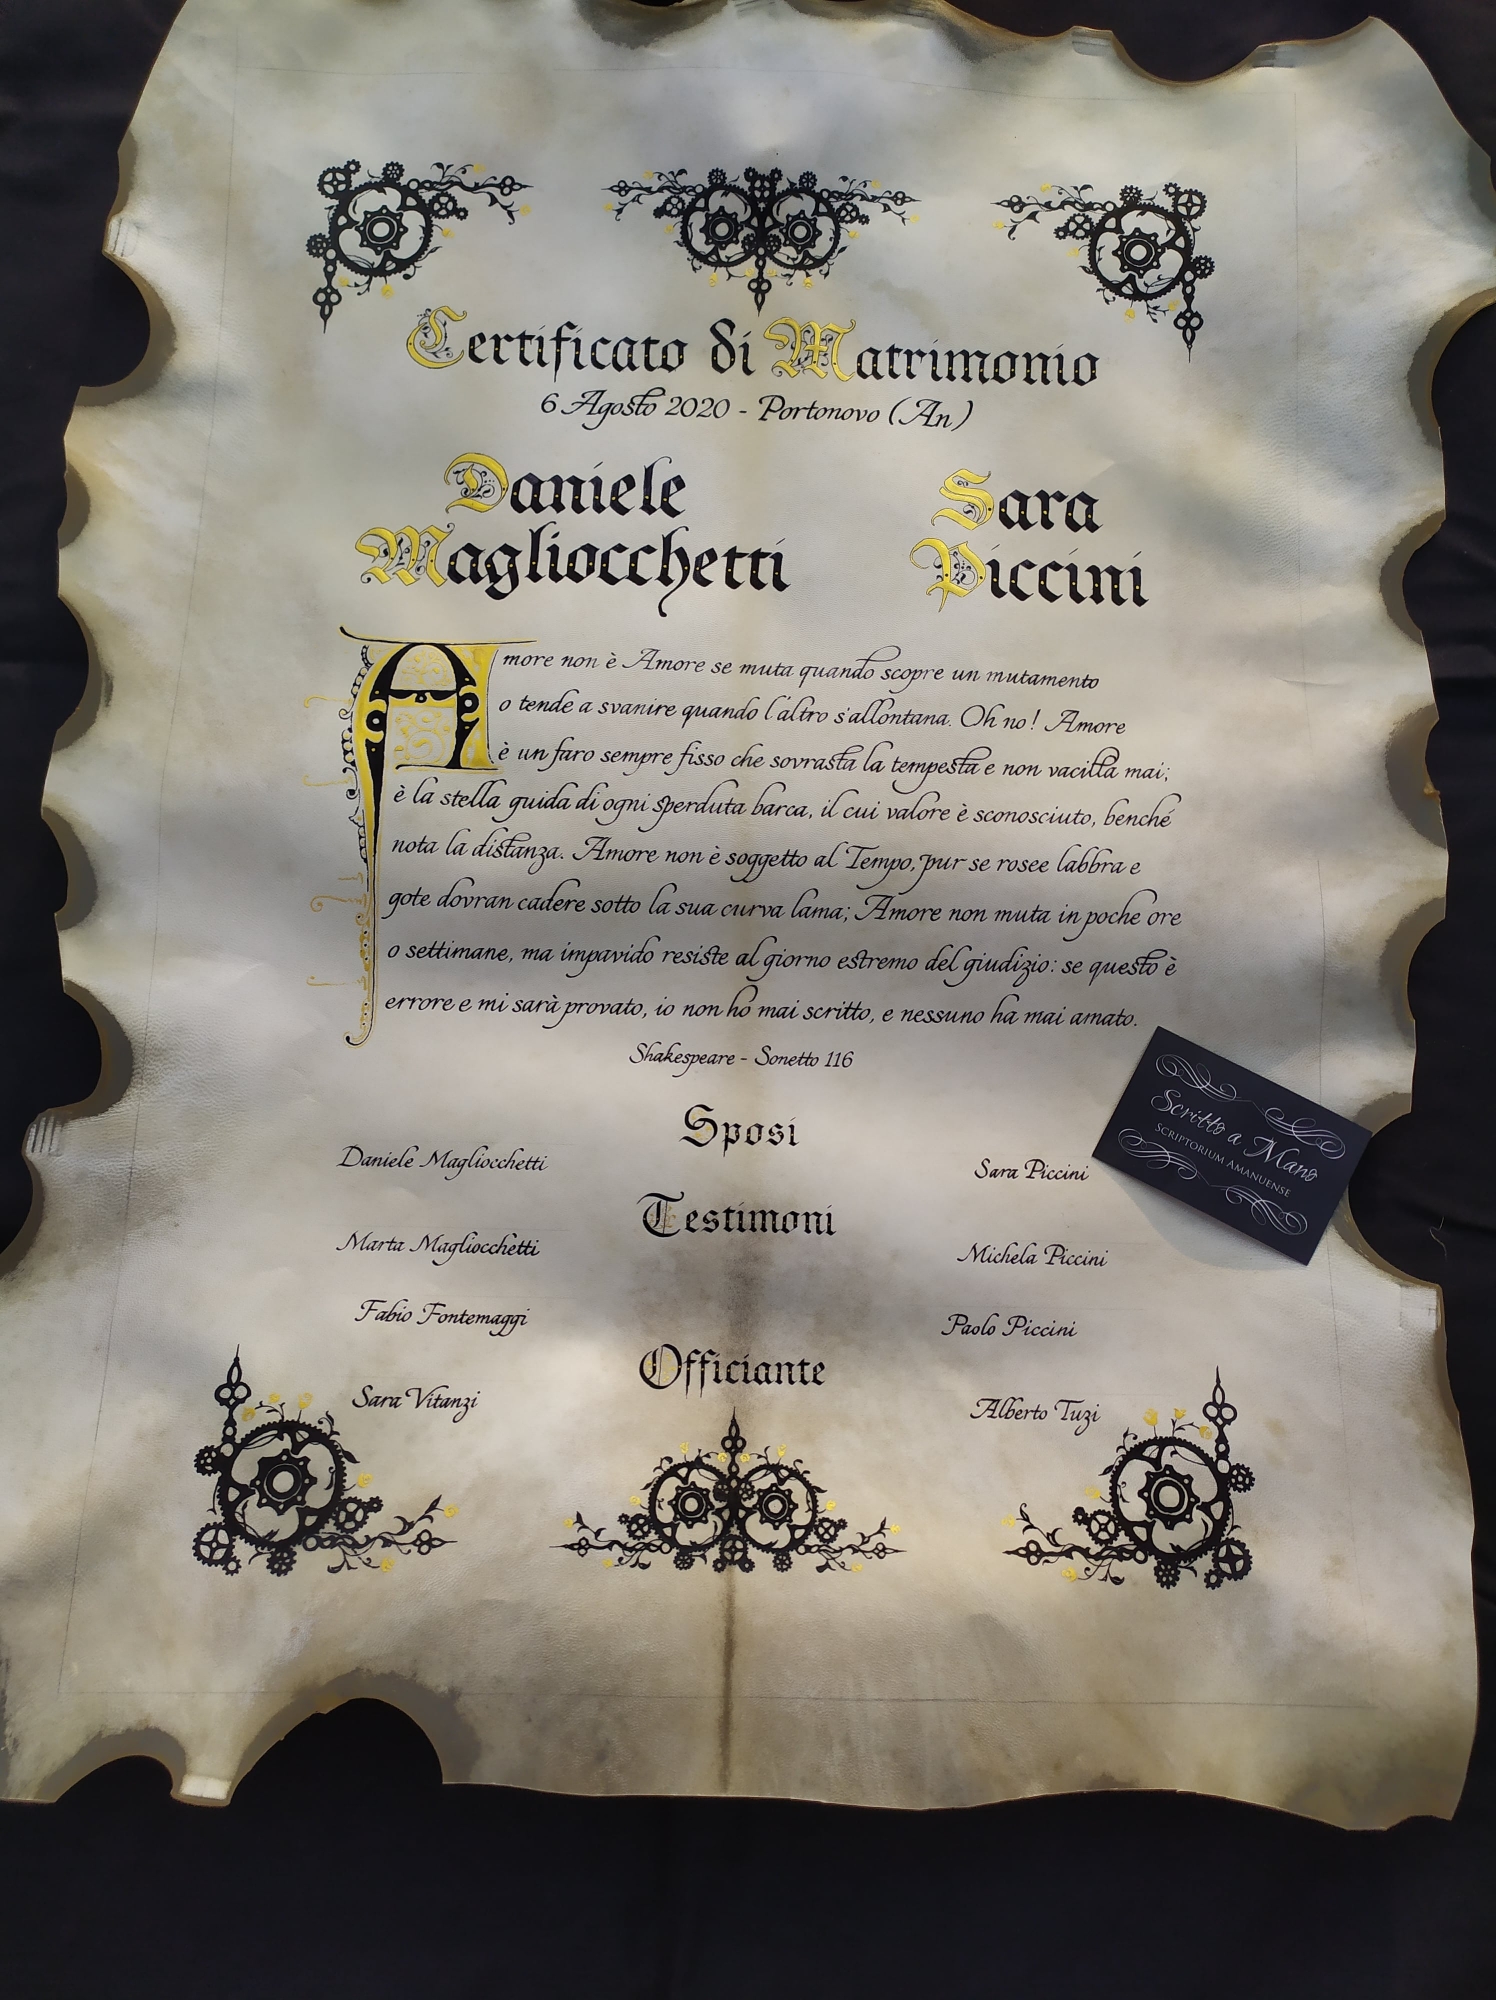 Certificato di Matrimonio
6 Agosto 2020 - Portonovo (An)
Daniele
Magliocchetti
Sara
Piccini
Amore non è Amore se muta quando scopre un mutamento
o tende a svanire quando l'altro s'allontana. Oh no! Amore
è un faro sempre fisso che sovrasta la tempesta e non vacilla mai;
è la stella guida di ogni sperduta barca, il cui valore è sconosciuto, benché
nota la distanza. Amore non è soggetto al Tempo, pur se rosee labbra e
gote dovran cadere sotto la sua curva lama; Amore non muta in poche ore
o settimane, ma impavido resiste al giorno estremo del giudizio: se questo è
errore e mi sarà provato, io non ho mai scritto, e nessuno ha mai amato.
Shakespeare - Sonetto 116
Sposi
Daniele Magliocchetti
Sara Piccini
Testimoni
Marta Magliocchetti
Michela Piccini
Fabio Fontemaggi
Paolo Piccini
Officiante
Sara Vitanzi
Alberto Tuzi
Scritto a Mano
SCRIPTORIUM AMANUENSE